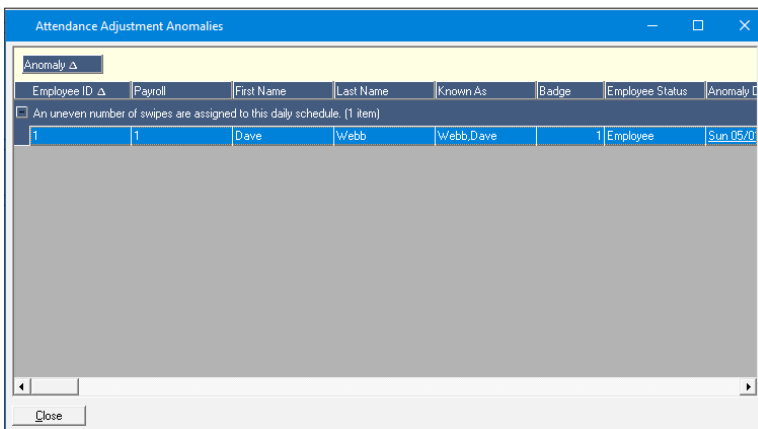 Attendance Adjustment Anomalies
Anomaly Δ
Employee ID Δ Payroll First Name Last Name Known As Badge Employee Status Anomaly D
An uneven number of swipes are assigned to this daily schedule. (1 item)
1 1 Dave Webb Webb,Dave 1 Employee Sun 05/0
Close